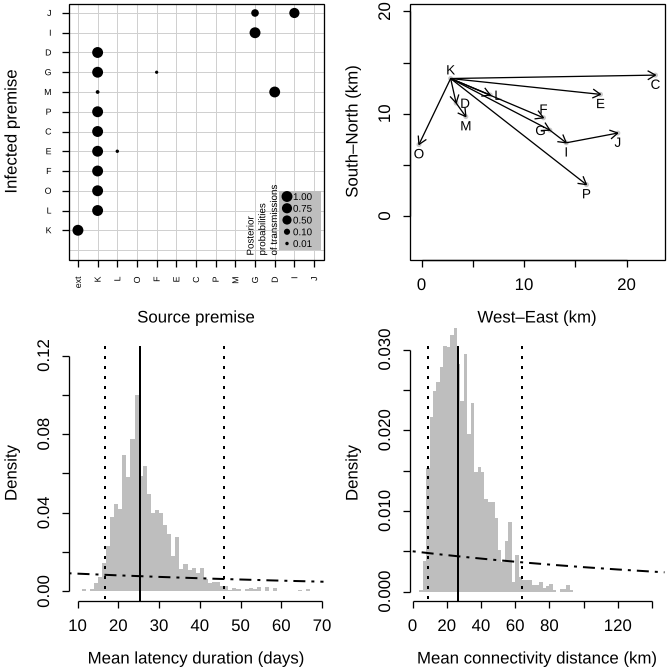 J
I
D
G
M
P
C
E
F
O
L
K
Infected premise
ext K L O F E C P M G D I J
Source premise
Posterior
probabilities
of transmissions
1.00
0.75
0.50
0.10
0.01
20
10
0
South–North (km)
K
C
L
E
D
F
M
G
J
I
O
P
0 10 20
West–East (km)
0.12
0.08
0.04
0.00
Density
10 20 30 40 50 60 70
Mean latency duration (days)
0.030
0.020
0.010
0.000
Density
0 20 40 60 80 120
Mean connectivity distance (km)